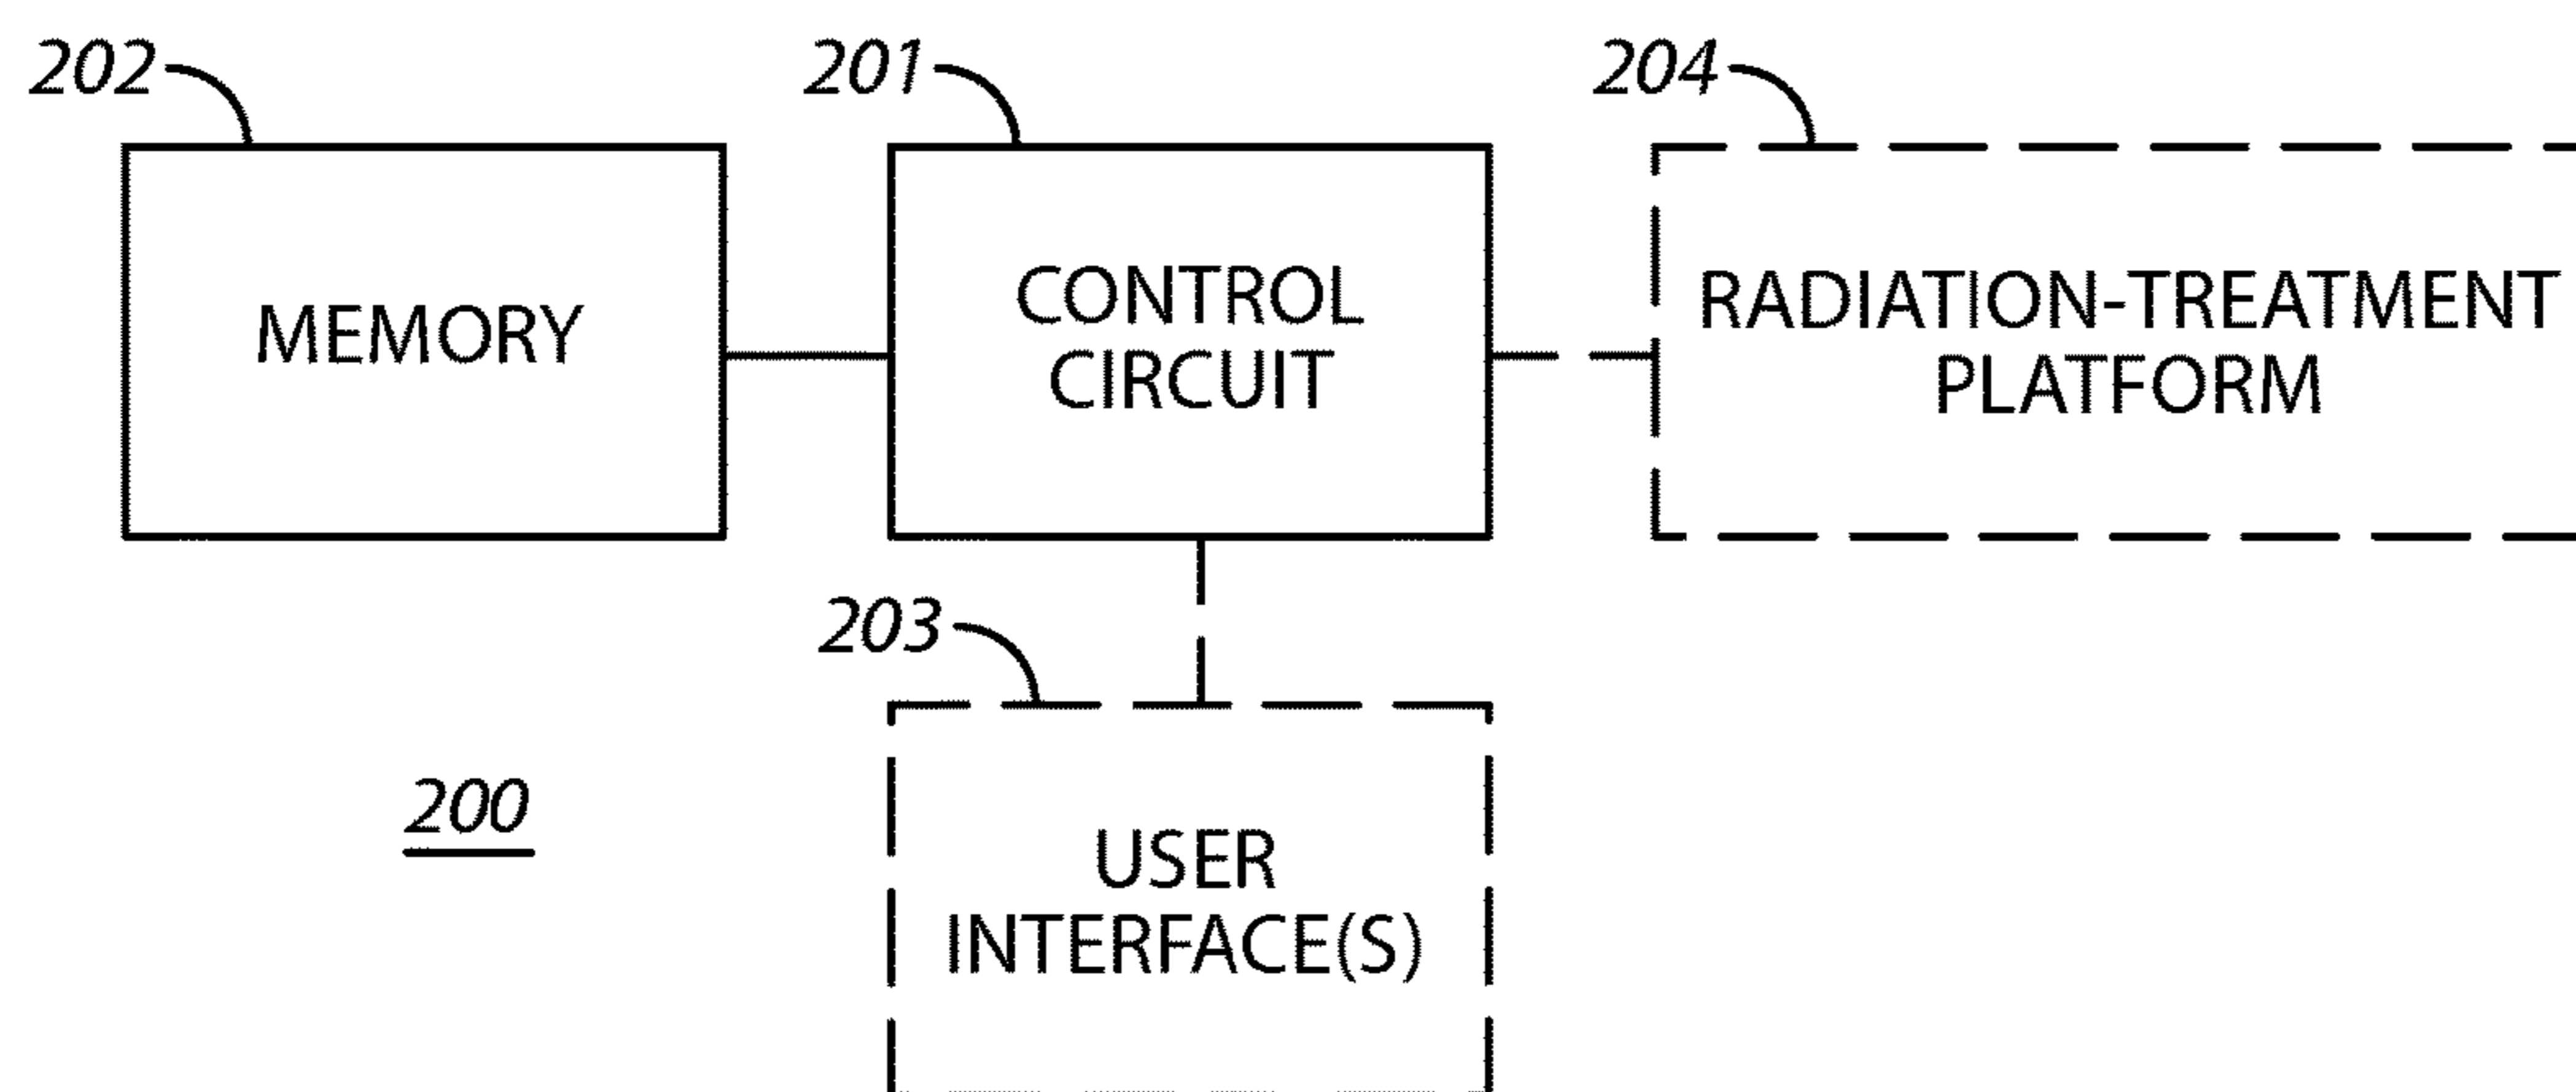 202
201
204
MEMORY
CONTROL
CIRCUIT
RADIATION-TREATMENT
PLATFORM
203
200
USER
INTERFACE(S)